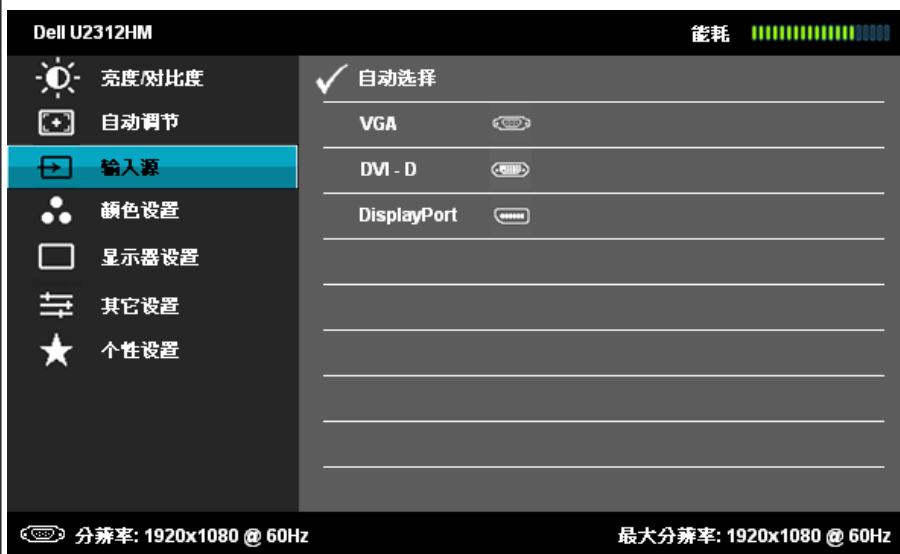 Dell U2312HM 能耗
亮度/对比度
自动调节
输入源
颜色设置
显示器设置
其它设置
个性设置
自动选择
VGA
DVI - D
DisplayPort
分辨率: 1920x1080 @ 60Hz 最大分辨率: 1920x1080 @ 60Hz